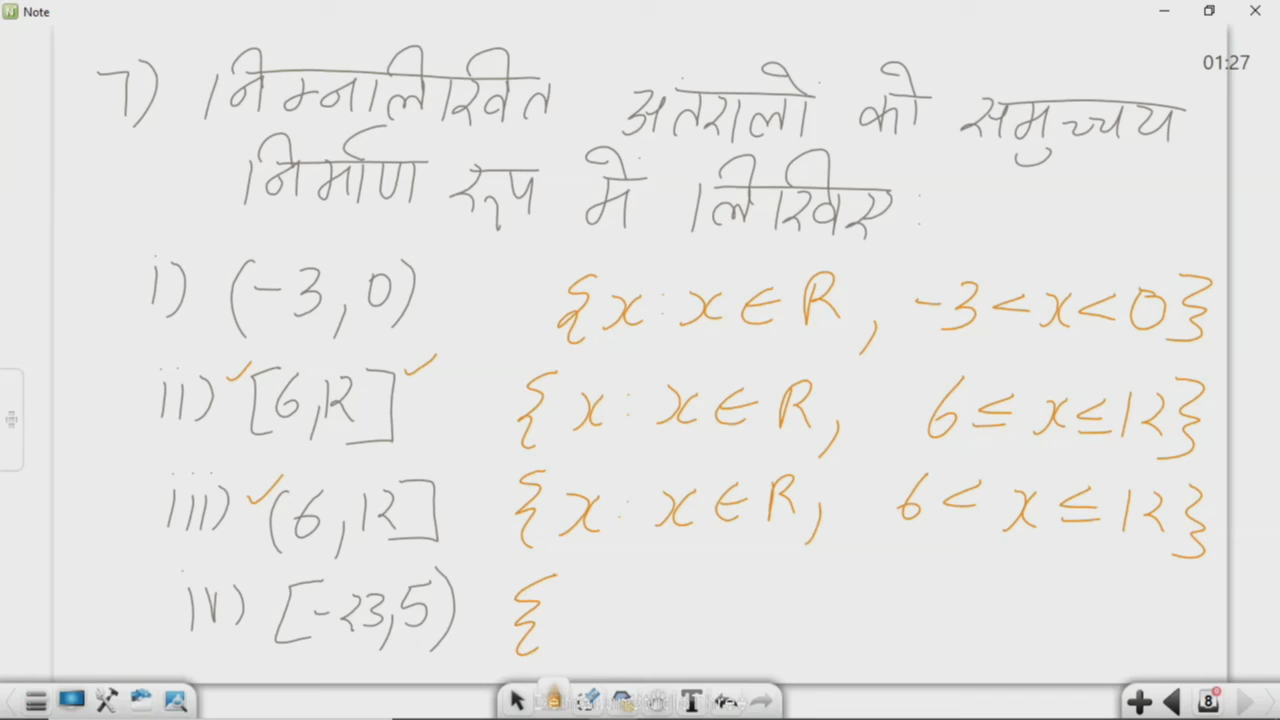 Note
01:27
7) निम्नलिखित अंतरालों को समुच्चय
निर्माण रूप में लिखिए :
i) (-3, 0) {x : x ∈ R, -3 < x < 0}
ii) [6, 12] {x : x ∈ R, 6 ≤ x ≤ 12}
iii) (6, 12] {x : x ∈ R, 6 < x ≤ 12}
iv) [-23, 5) {
8